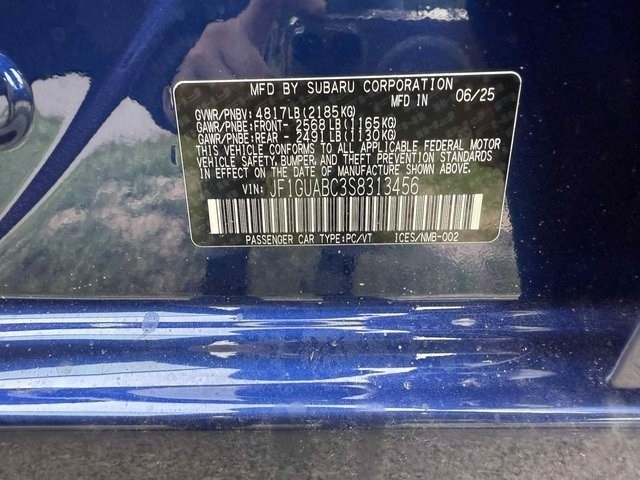 MFD BY SUBARU CORPORATION
MFD IN 06/25
GVWR/PNBV: 4817LB(2185KG)
GAWR/PNBE:FRONT- 2568LB(1165KG)
GAWR/PNBE:REAR - 2491LB(1130KG)
THIS VEHICLE CONFORMS TO ALL APPLICABLE FEDERAL MOTOR
VEHICLE SAFETY, BUMPER, AND THEFT PREVENTION STANDARDS
IN EFFECT ON THE DATE OF MANUFACTURE SHOWN ABOVE.
VIN: JF1GUABC3S8313456
PASSENGER CAR TYPE:PC/VT ICES/NMB-002